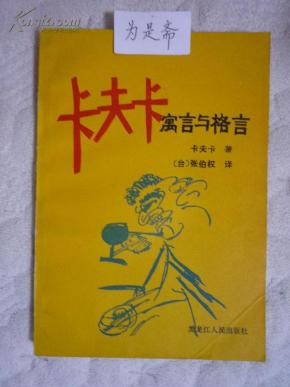 为是斋
卡夫卡寓言与格言
卡夫卡 著
〔台〕张伯权 译
黑龙江人民出版社